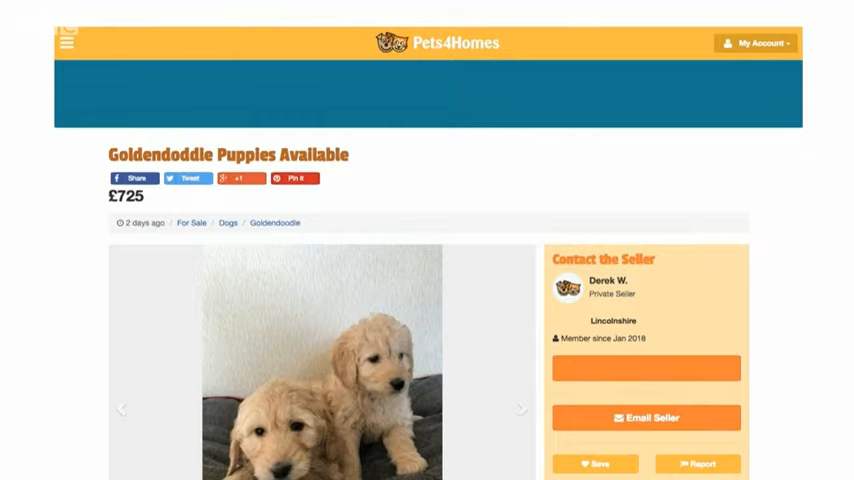 Pets4Homes
My Account
Goldendoddle Puppies Available
Share
Tweet
+1
Pin it
£725
2 days ago / For Sale / Dogs / Goldendoodle
Contact the Seller
Derek W.
Private Seller
Lincolnshire
Member since Jan 2018
Email Seller
Save
Report